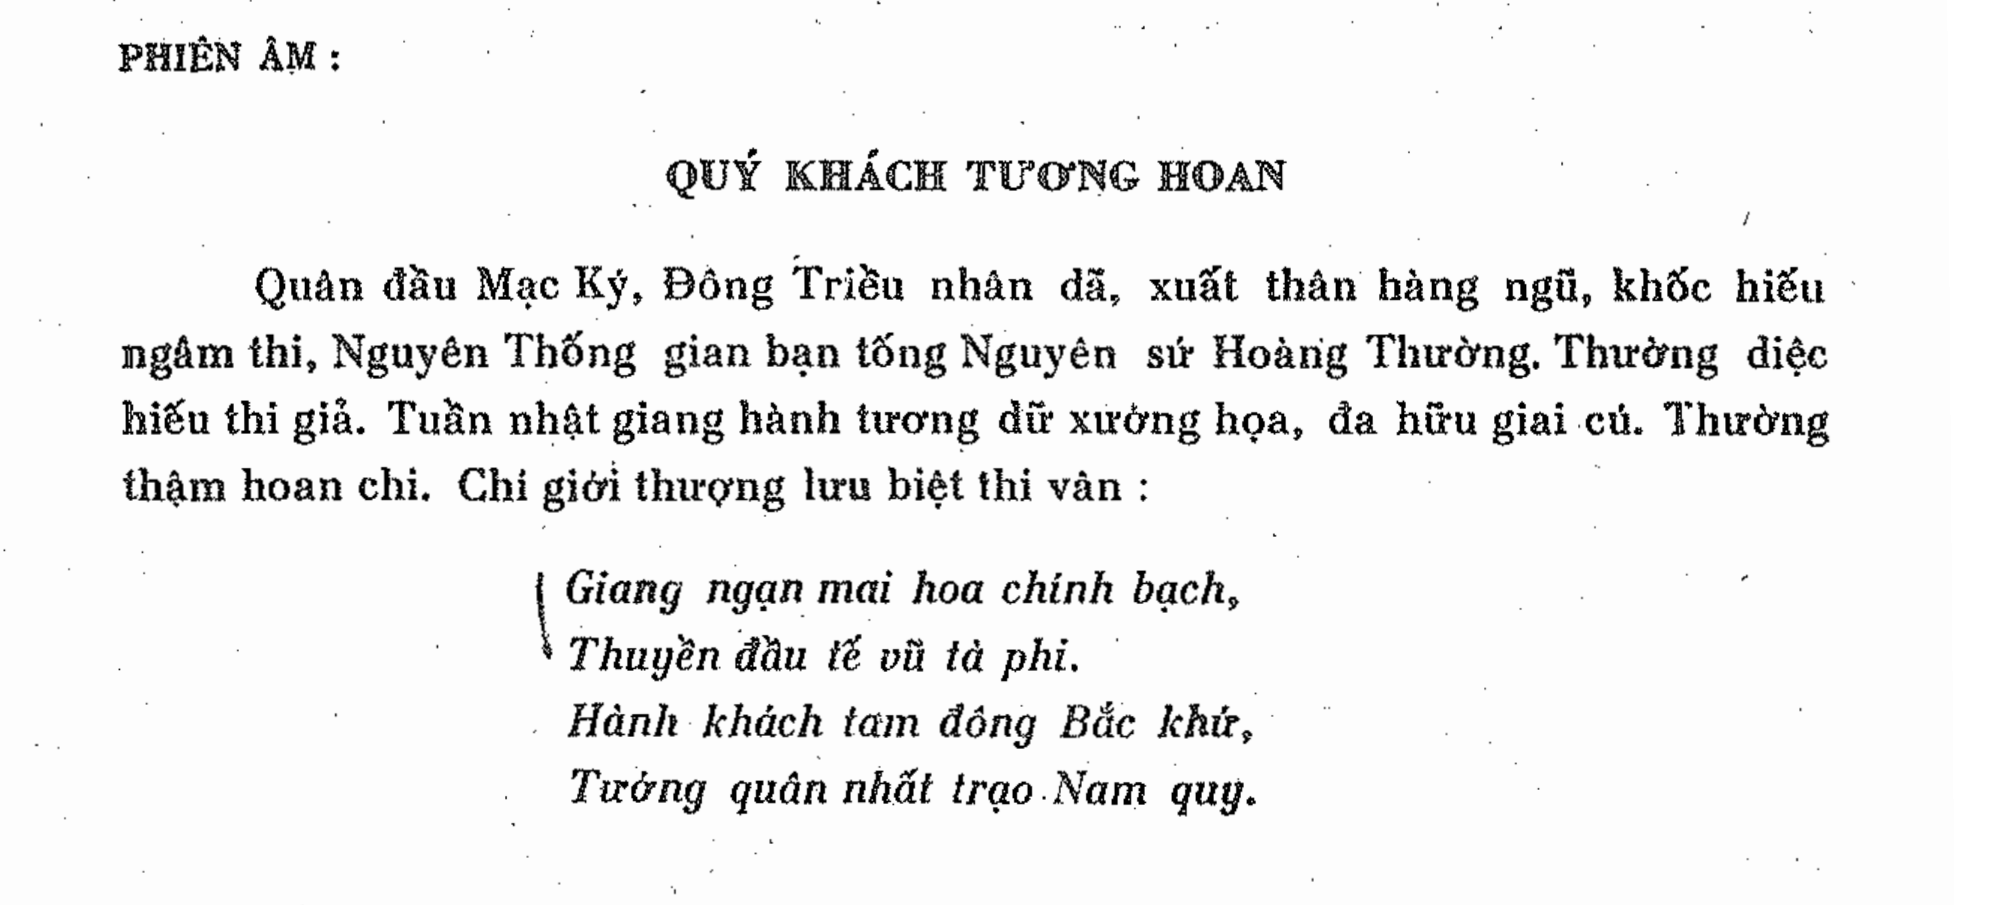 PHIÊN ÂM :
QUÝ KHÁCH TƯƠNG HOAN
Quân đầu Mạc Ký, Đông Triều nhân dã, xuất thân hàng ngũ, khốc hiếu
ngâm thi, Nguyên Thống gian bạn tống Nguyên sứ Hoàng Thường. Thường diệc
hiếu thi giả. Tuần nhật giang hành tương dữ xướng họa, đa hữu giai cú. Thường
thậm hoan chi. Chí giới thượng lưu biệt thi vân :
Giang ngạn mai hoa chính bạch,
Thuyền đầu tế vũ tà phi.
Hành khách tam đông Bắc khứ,
Tướng quân nhất trạo Nam quy.